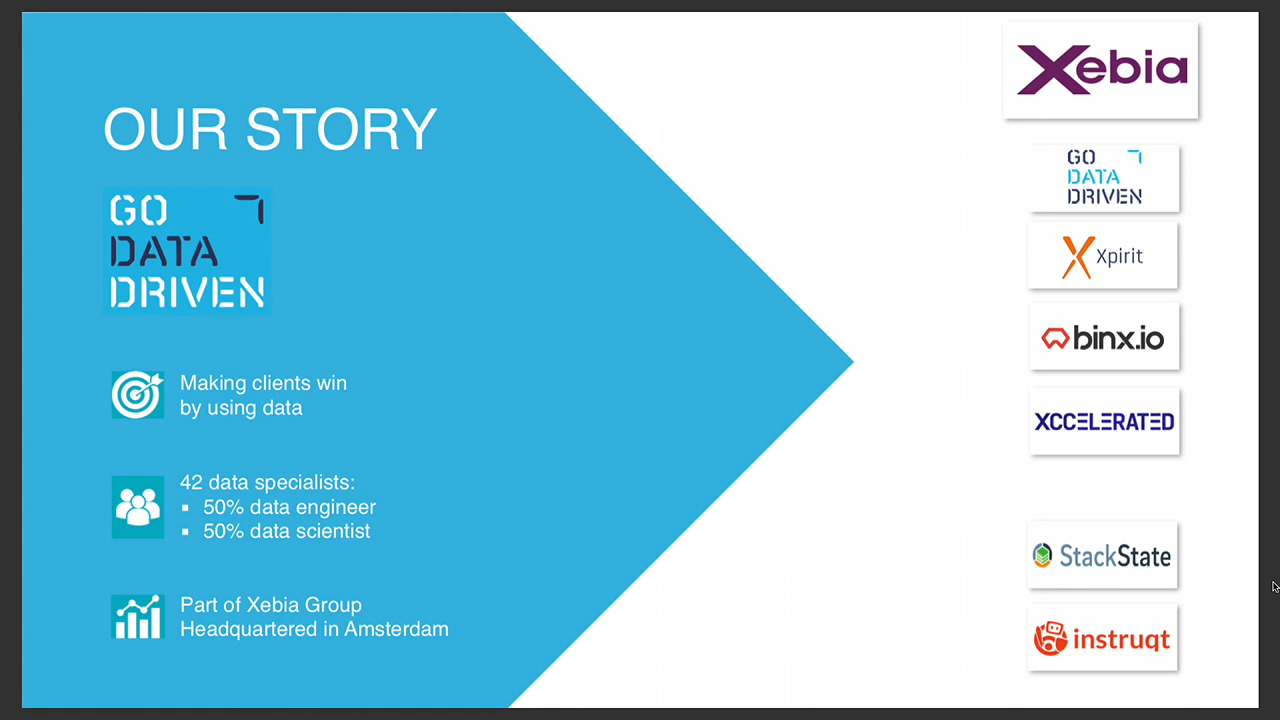 OUR STORY
GO
DATA
DRIVEN
Making clients win
by using data
42 data specialists:
▪ 50% data engineer
▪ 50% data scientist
Part of Xebia Group
Headquartered in Amsterdam
Xebia
GO
DATA
DRIVEN
Xpirit
binx.io
XCCELERATED
StackState
instruqt